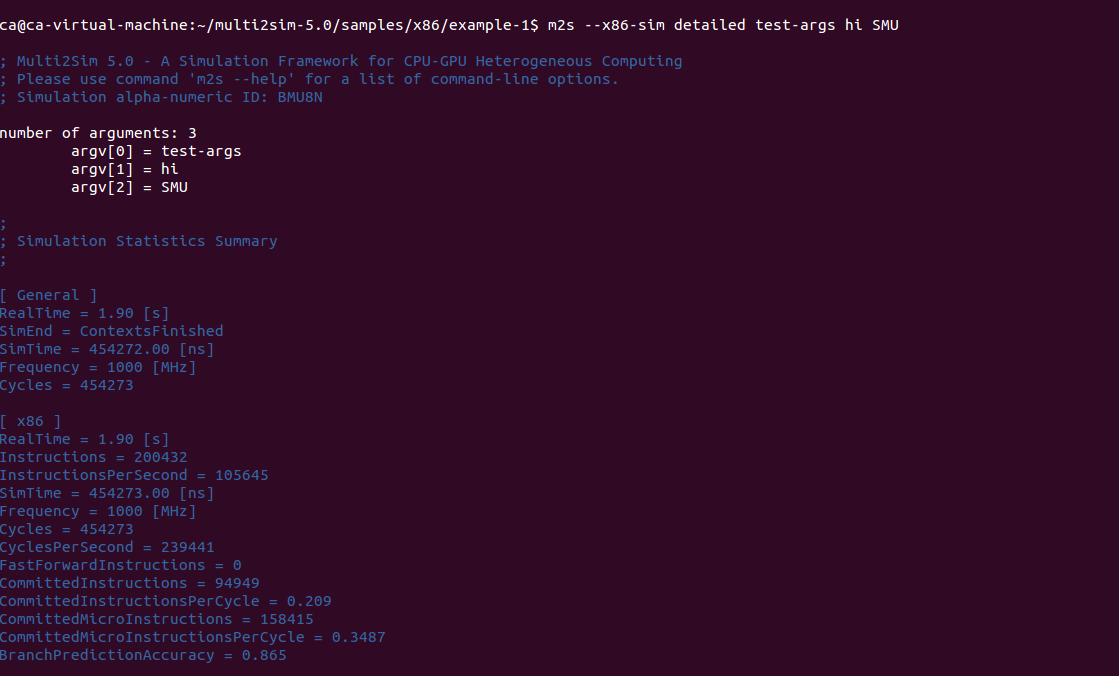 ca@ca-virtual-machine:~/multi2sim-5.0/samples/x86/example-1$ m2s --x86-sim detailed test-args hi SMU
; Multi2Sim 5.0 - A Simulation Framework for CPU-GPU Heterogeneous Computing
; Please use command 'm2s --help' for a list of command-line options.
; Simulation alpha-numeric ID: BMU8N
number of arguments: 3
argv[0] = test-args
argv[1] = hi
argv[2] = SMU
;
; Simulation Statistics Summary
;
[ General ]
RealTime = 1.90 [s]
SimEnd = ContextsFinished
SimTime = 454272.00 [ns]
Frequency = 1000 [MHz]
Cycles = 454273
[ x86 ]
RealTime = 1.90 [s]
Instructions = 200432
InstructionsPerSecond = 105645
SimTime = 454273.00 [ns]
Frequency = 1000 [MHz]
Cycles = 454273
CyclesPerSecond = 239441
FastForwardInstructions = 0
CommittedInstructions = 94949
CommittedInstructionsPerCycle = 0.209
CommittedMicroInstructions = 158415
CommittedMicroInstructionsPerCycle = 0.3487
BranchPredictionAccuracy = 0.865